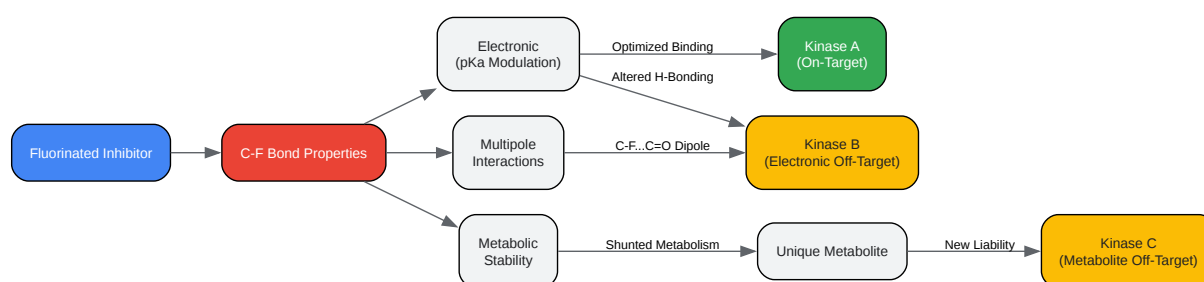 Electronic
(pKa Modulation)
Optimized Binding
Kinase A
(On-Target)
Altered H-Bonding
Fluorinated Inhibitor
C-F Bond Properties
Multipole
Interactions
C-F...C=O Dipole
Kinase B
(Electronic Off-Target)
Metabolic
Stability
Shunted Metabolism
Unique Metabolite
New Liability
Kinase C
(Metabolite Off-Target)